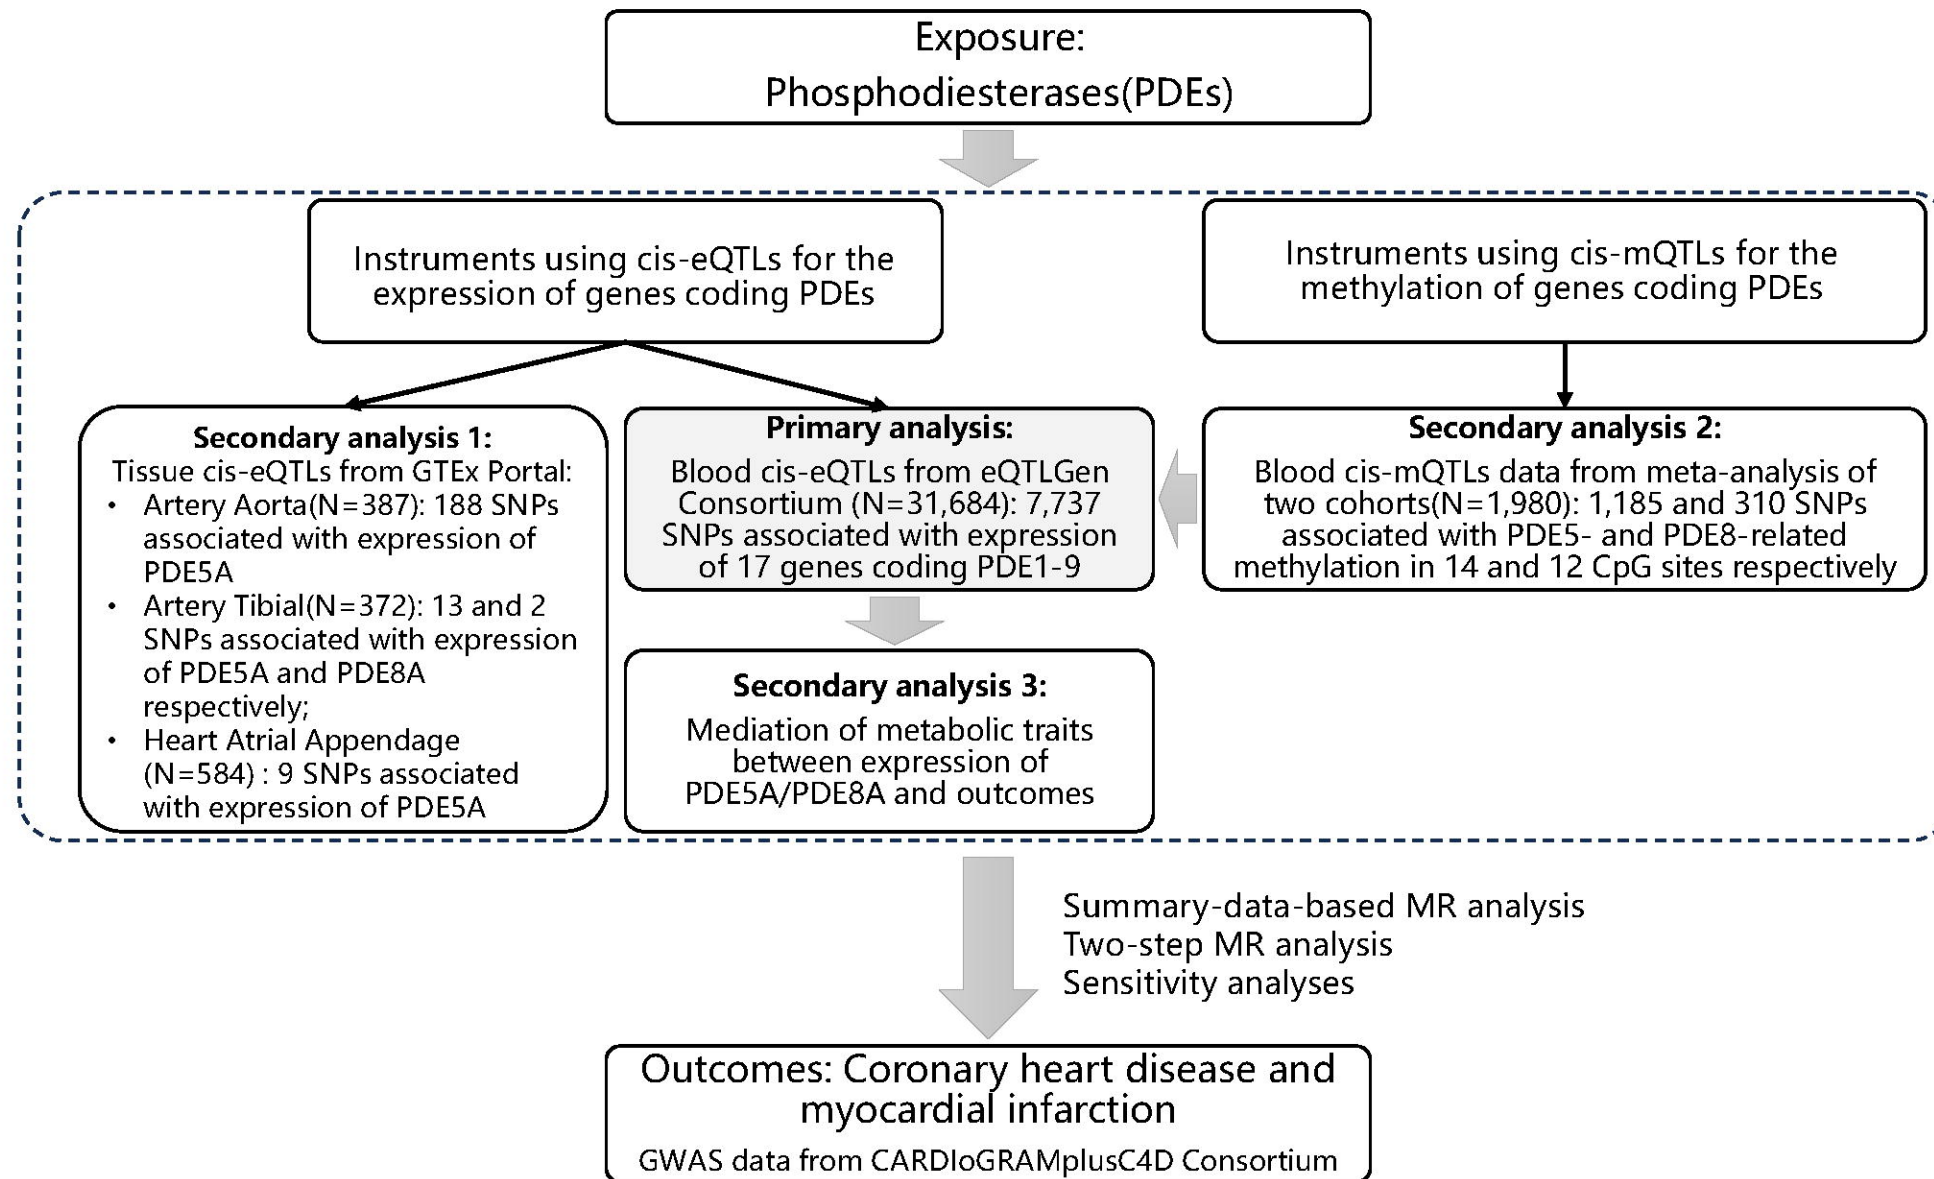 Exposure:
Phosphodiesterases(PDEs)
Instruments using cis-eQTLs for the
expression of genes coding PDEs
Instruments using cis-mQTLs for the
methylation of genes coding PDEs
Secondary analysis 1:
Tissue cis-eQTLs from GTEx Portal:
• Artery Aorta(N=387): 188 SNPs
associated with expression of
PDE5A
• Artery Tibial(N=372): 13 and 2
SNPs associated with expression
of PDE5A and PDE8A
respectively;
• Heart Atrial Appendage
(N=584) : 9 SNPs associated
with expression of PDE5A
Primary analysis:
Blood cis-eQTLs from eQTLGen
Consortium (N=31,684): 7,737
SNPs associated with expression
of 17 genes coding PDE1-9
Secondary analysis 2:
Blood cis-mQTLs data from meta-analysis of
two cohorts(N=1,980): 1,185 and 310 SNPs
associated with PDE5- and PDE8-related
methylation in 14 and 12 CpG sites respectively
Secondary analysis 3:
Mediation of metabolic traits
between expression of
PDE5A/PDE8A and outcomes
Summary-data-based MR analysis
Two-step MR analysis
Sensitivity analyses
Outcomes: Coronary heart disease and
myocardial infarction
GWAS data from CARDIoGRAMplusC4D Consortium